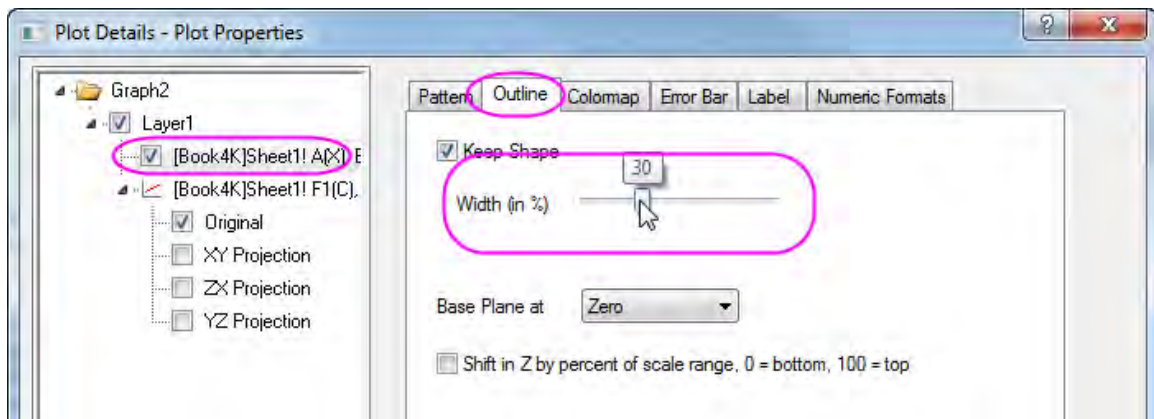 Plot Details - Plot Properties
?
X
Graph2
Layer1
[Book4K]Sheet1! A(X)
[Book4K]Sheet1! F1(C),
Original
XY Projection
ZX Projection
YZ Projection
Pattern Outline Colormap Error Bar Label Numeric Formats
Keep Shape
30
Width (in %)
Base Plane at Zero
Shift in Z by percent of scale range, 0 = bottom, 100 = top